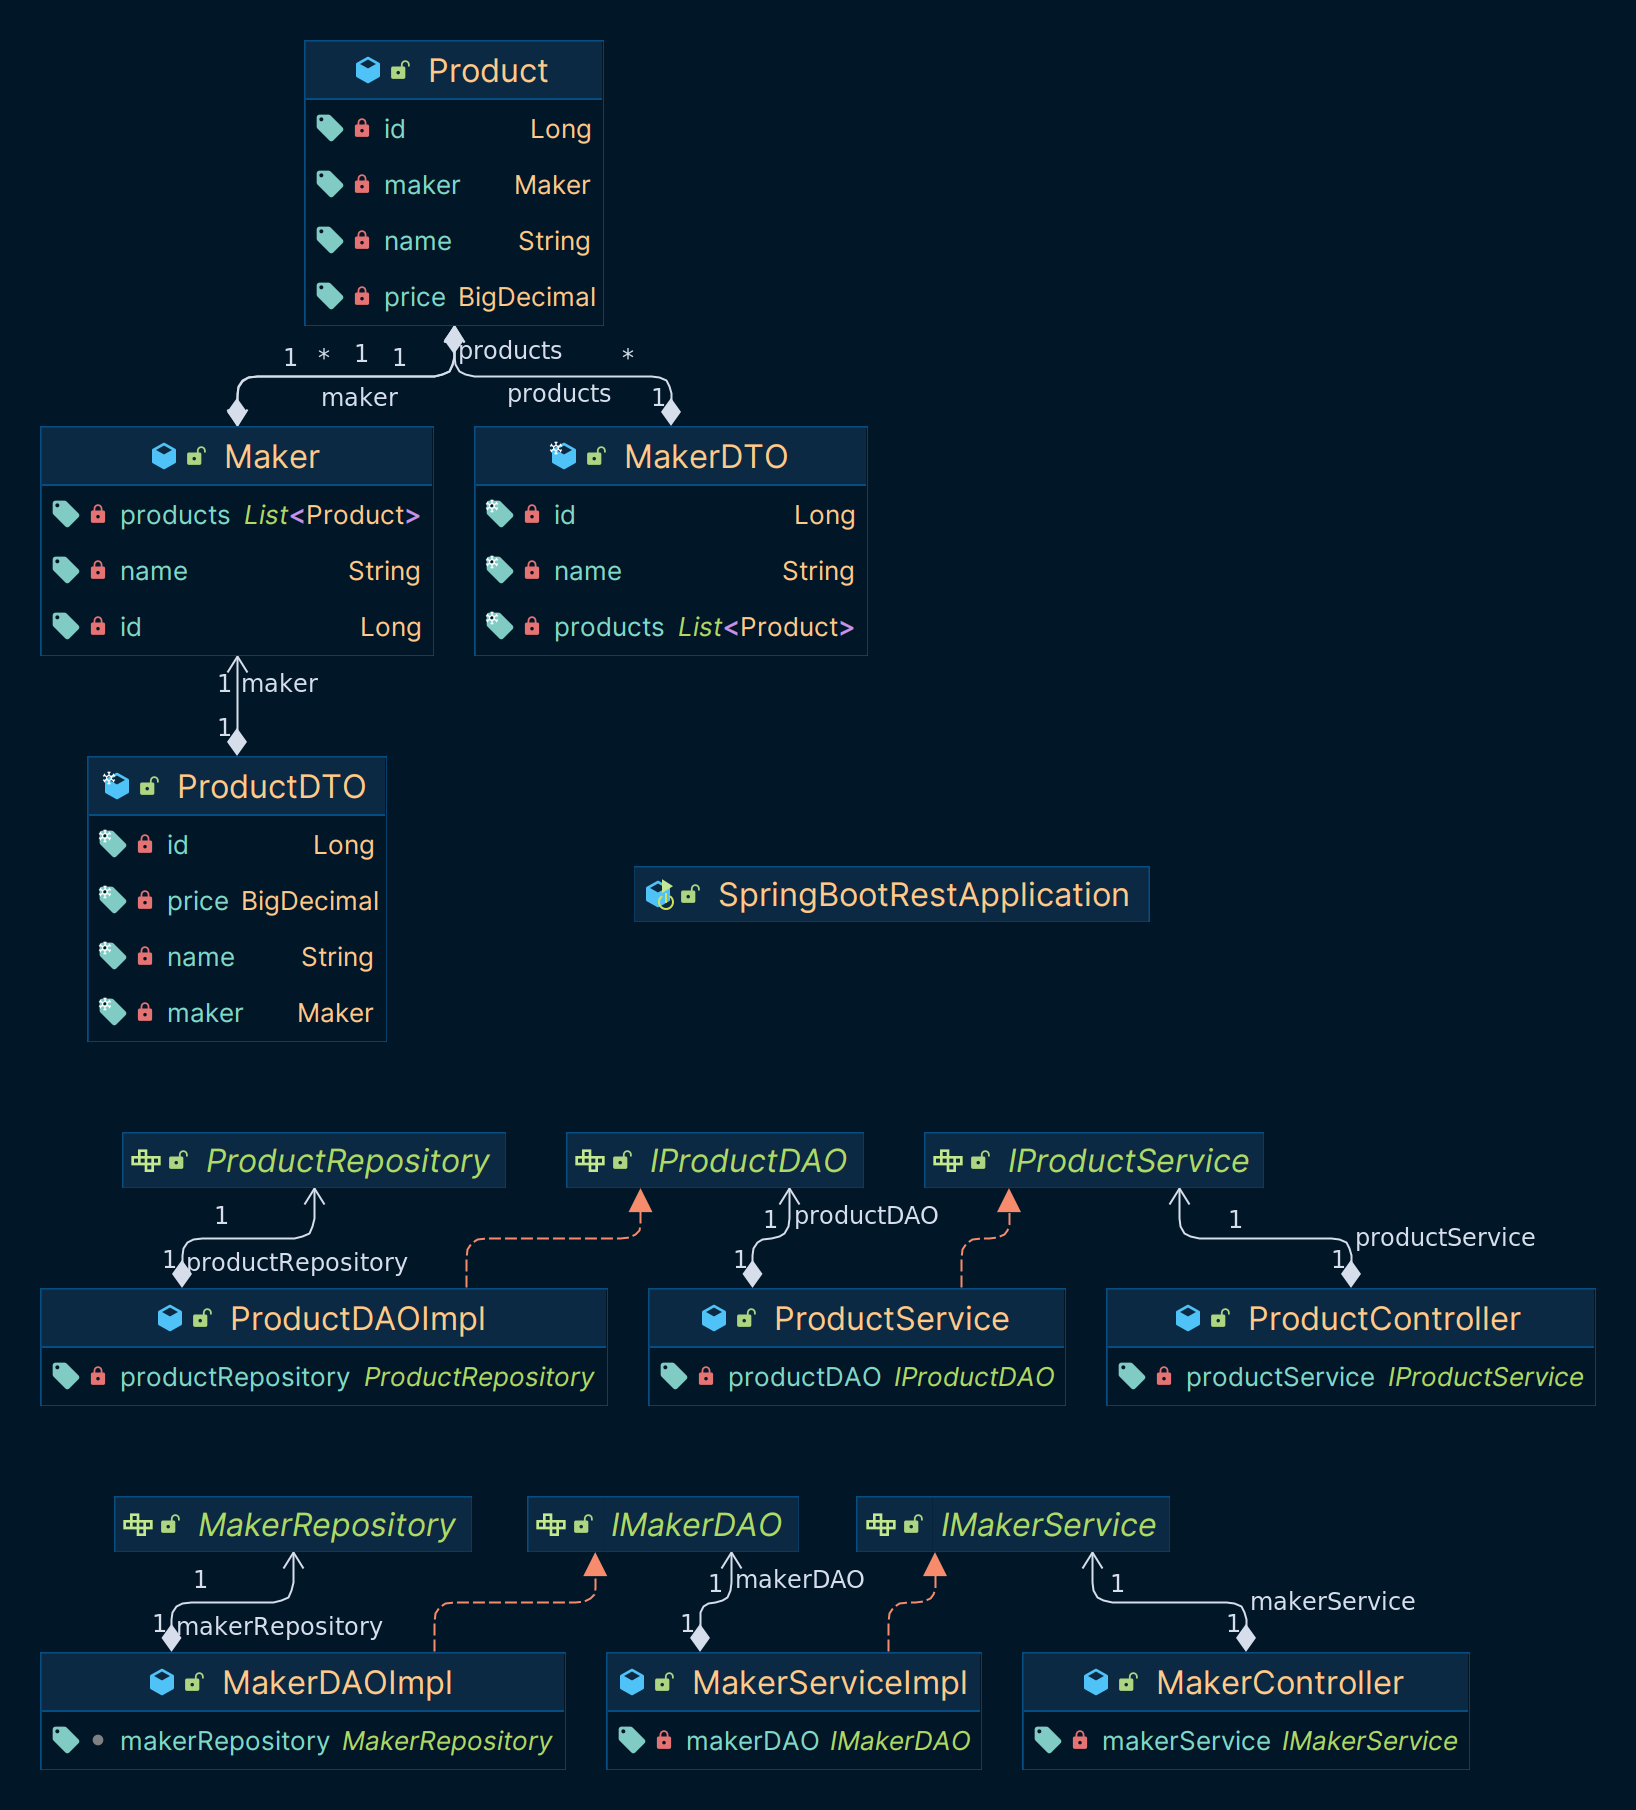 Product
id Long
maker Maker
name String
price BigDecimal
1 * 1 1 products *
maker products 1
Maker
products List<Product>
name String
id Long
MakerDTO
id Long
name String
products List<Product>
1 maker
1
ProductDTO
id Long
price BigDecimal
name String
maker Maker
SpringBootRestApplication
ProductRepository
IProductDAO
IProductService
1
1 productRepository
1 productDAO
1
1
1 productService
ProductDAOImpl
productRepository ProductRepository
ProductService
productDAO IProductDAO
ProductController
productService IProductService
MakerRepository
IMakerDAO
IMakerService
1
1 makerRepository
1 makerDAO
1
1
1 makerService
MakerDAOImpl
makerRepository MakerRepository
MakerServiceImpl
makerDAO IMakerDAO
MakerController
makerService IMakerService